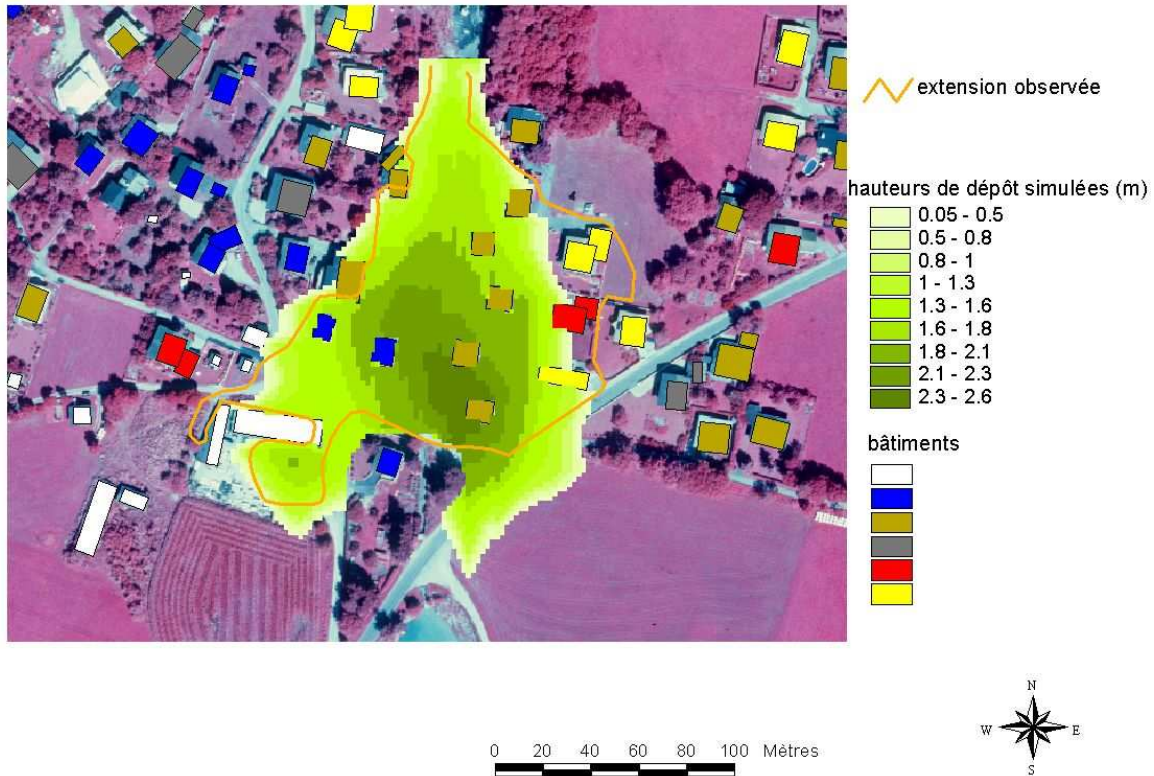 extension observée
hauteurs de dépôt simulées (m)
0.05 - 0.5
0.5 - 0.8
0.8 - 1
1 - 1.3
1.3 - 1.6
1.6 - 1.8
1.8 - 2.1
2.1 - 2.3
2.3 - 2.6
bâtiments
N
W E
S
0 20 40 60 80 100 Mètres